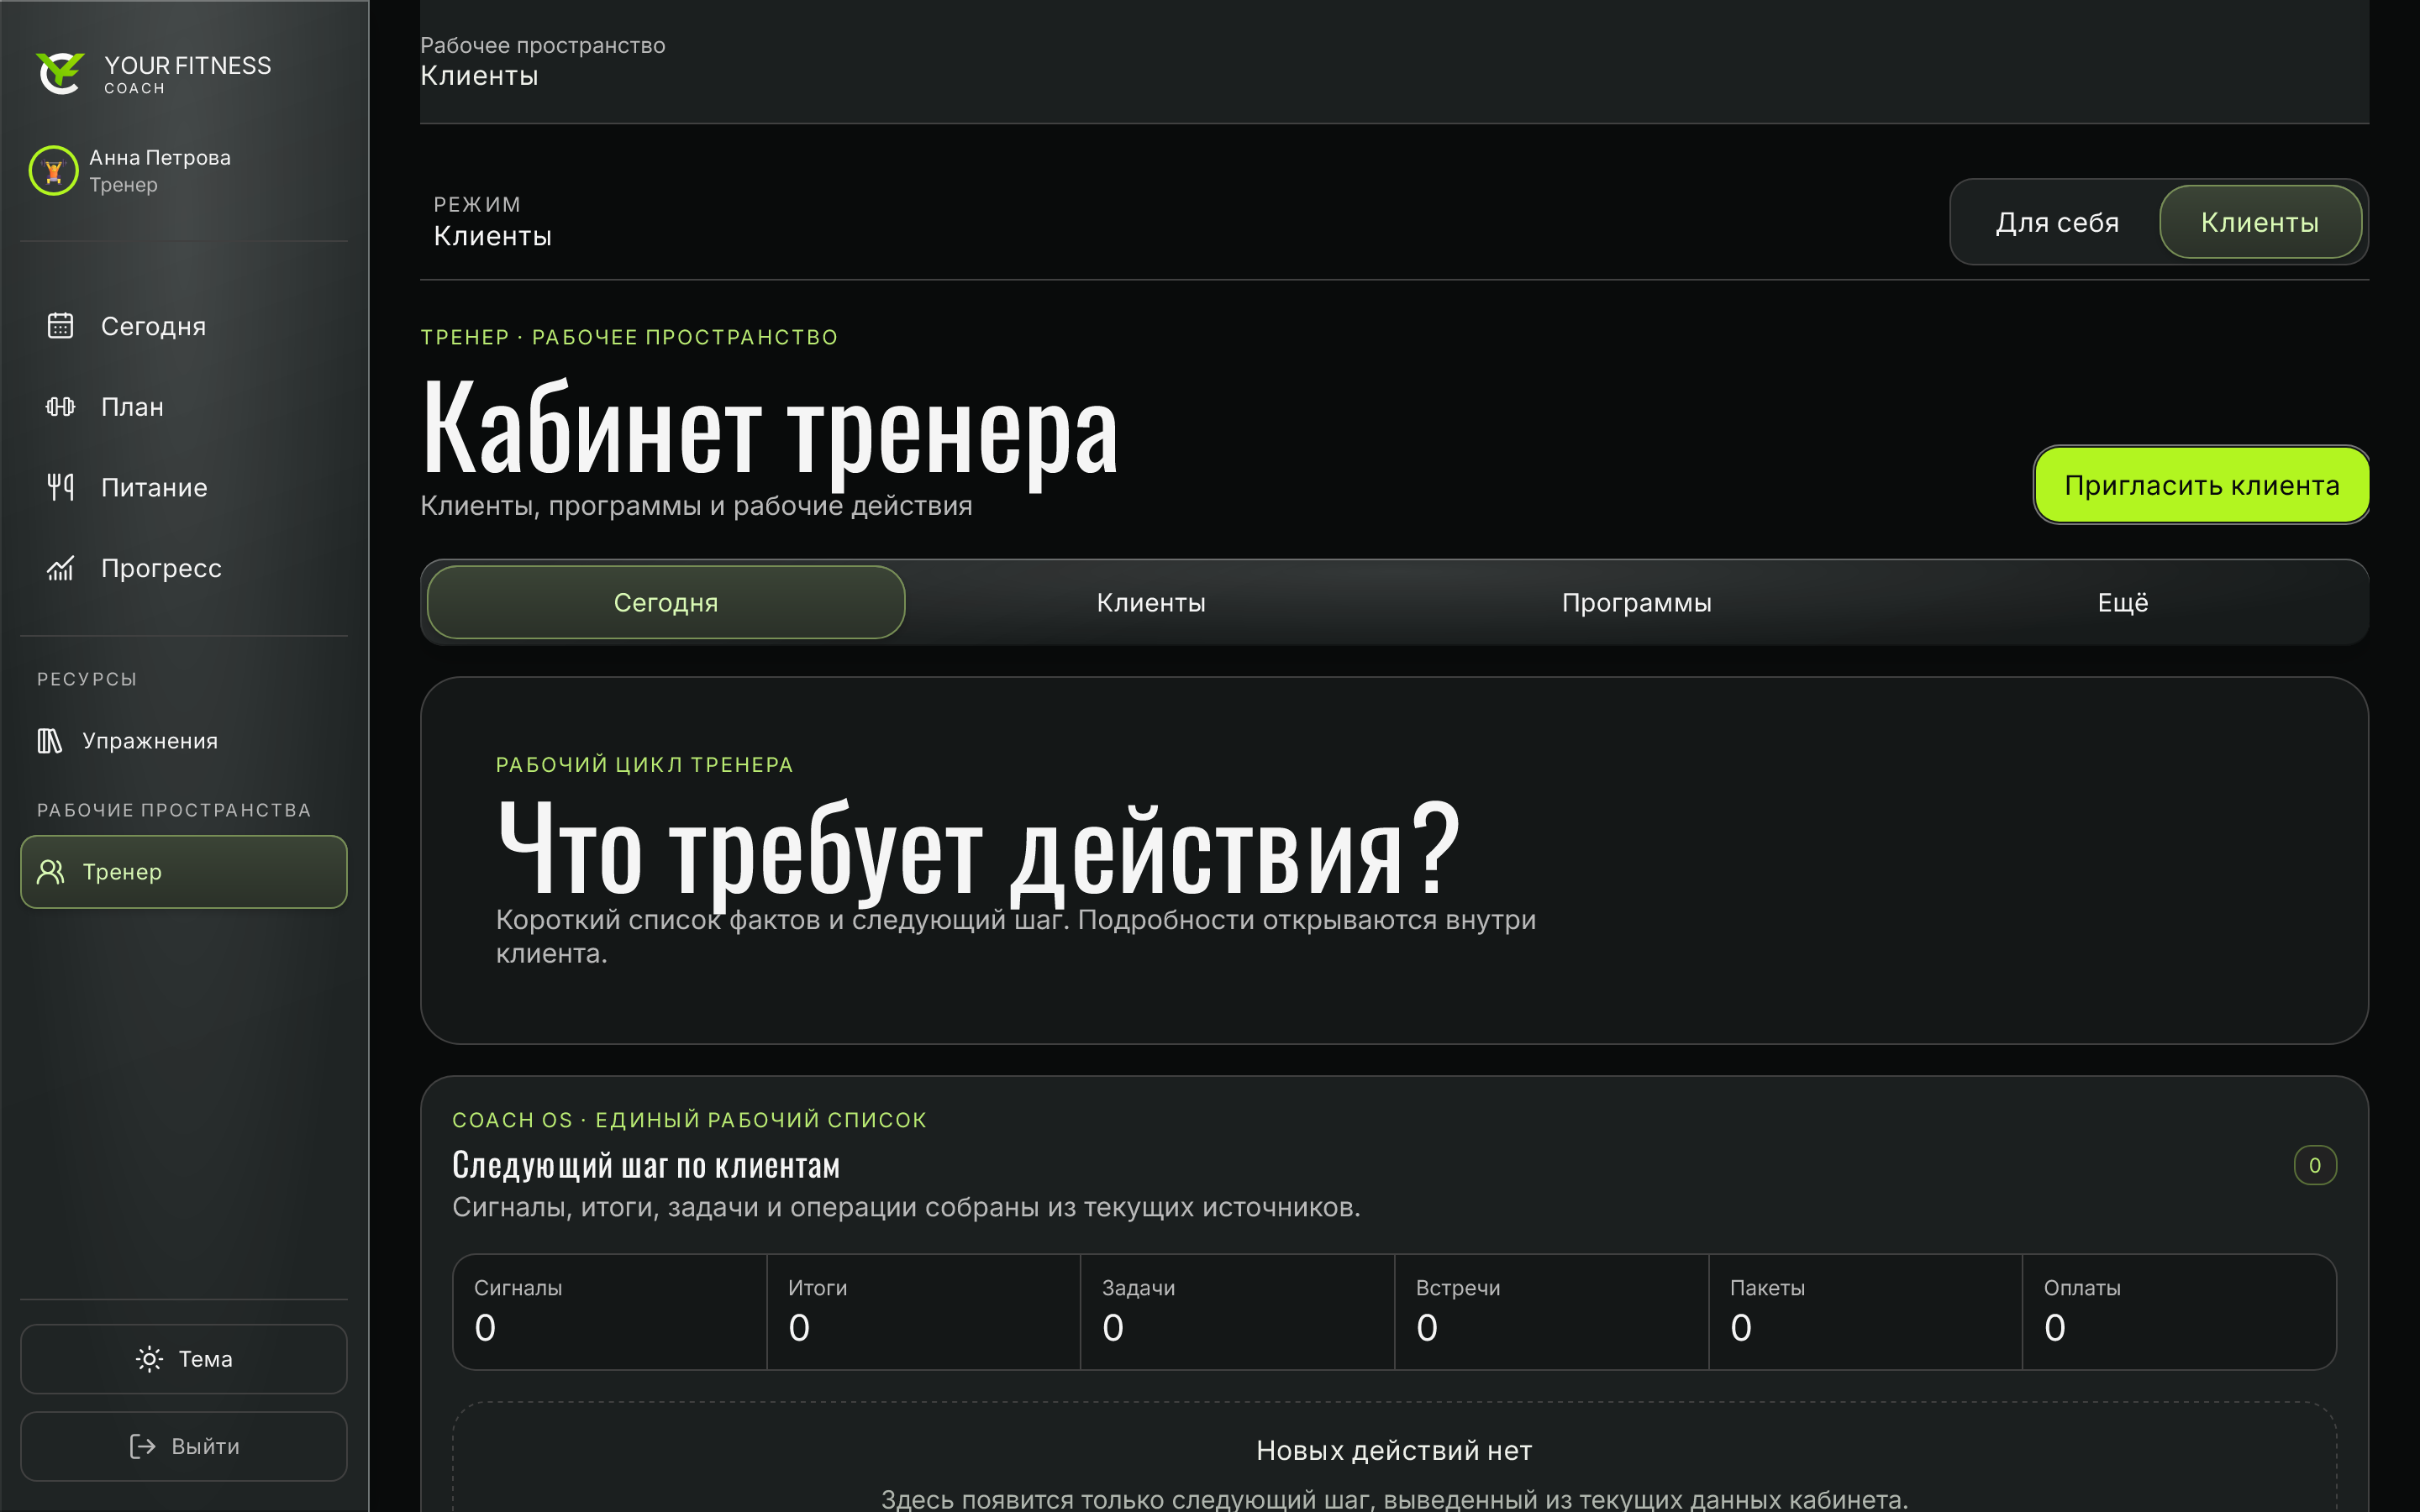 YOUR FITNESS
COACH
Анна Петрова
Тренер
Сегодня
План
Питание
Прогресс
РЕСУРСЫ
Упражнения
РАБОЧИЕ ПРОСТРАНСТВА
Тренер
Тема
Выйти
Рабочее пространство
Клиенты
РЕЖИМ
Клиенты
Для себя
Клиенты
ТРЕНЕР · РАБОЧЕЕ ПРОСТРАНСТВО
Кабинет тренера
Клиенты, программы и рабочие действия
Пригласить клиента
Сегодня
Клиенты
Программы
Ещё
РАБОЧИЙ ЦИКЛ ТРЕНЕРА
Что требует действия?
Короткий список фактов и следующий шаг. Подробности открываются внутри
клиента.
COACH OS · ЕДИНЫЙ РАБОЧИЙ СПИСОК
Следующий шаг по клиентам
0
Сигналы, итоги, задачи и операции собраны из текущих источников.
Сигналы
0
Итоги
0
Задачи
0
Встречи
0
Пакеты
0
Оплаты
0
Новых действий нет
Здесь появится только следующий шаг, выведенный из текущих данных кабинета.